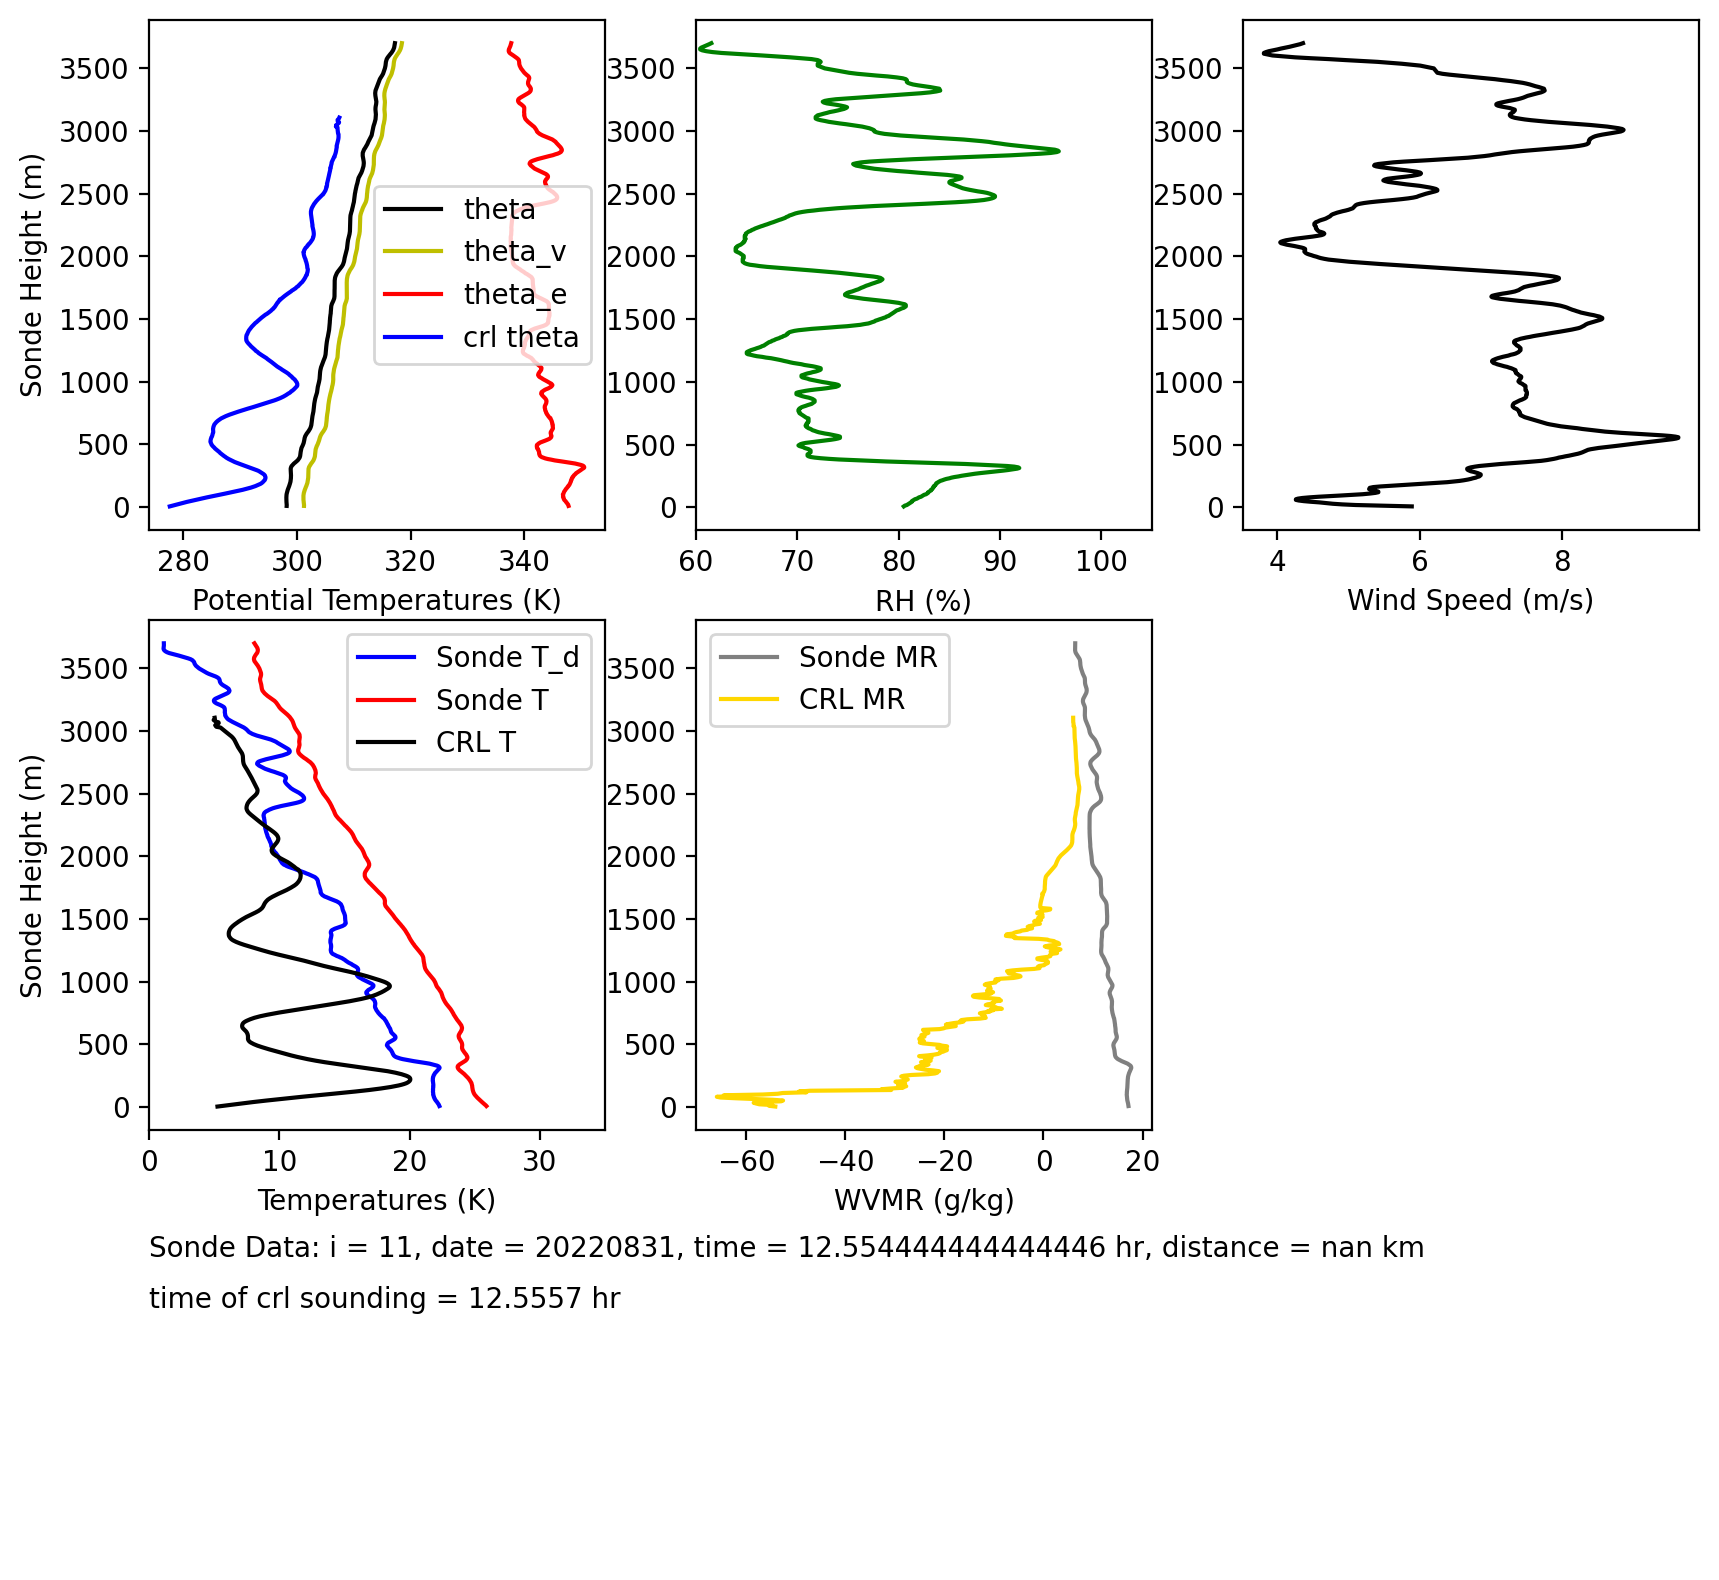 3500
3000
2500
2000
1500
1000
500
0
Sonde Height (m)
280 300 320 340
Potential Temperatures (K)
theta
theta_v
theta_e
crl theta
3500
3000
2500
2000
1500
1000
500
0
60 70 80 90 100
RH (%)
3500
3000
2500
2000
1500
1000
500
0
4 6 8
Wind Speed (m/s)
3500
3000
2500
2000
1500
1000
500
0
Sonde Height (m)
0 10 20 30
Temperatures (K)
Sonde T_d
Sonde T
CRL T
3500
3000
2500
2000
1500
1000
500
0
−60 −40 −20 0 20
WVMR (g/kg)
Sonde MR
CRL MR
Sonde Data: i = 11, date = 20220831, time = 12.554444444444446 hr, distance = nan km
time of crl sounding = 12.5557 hr